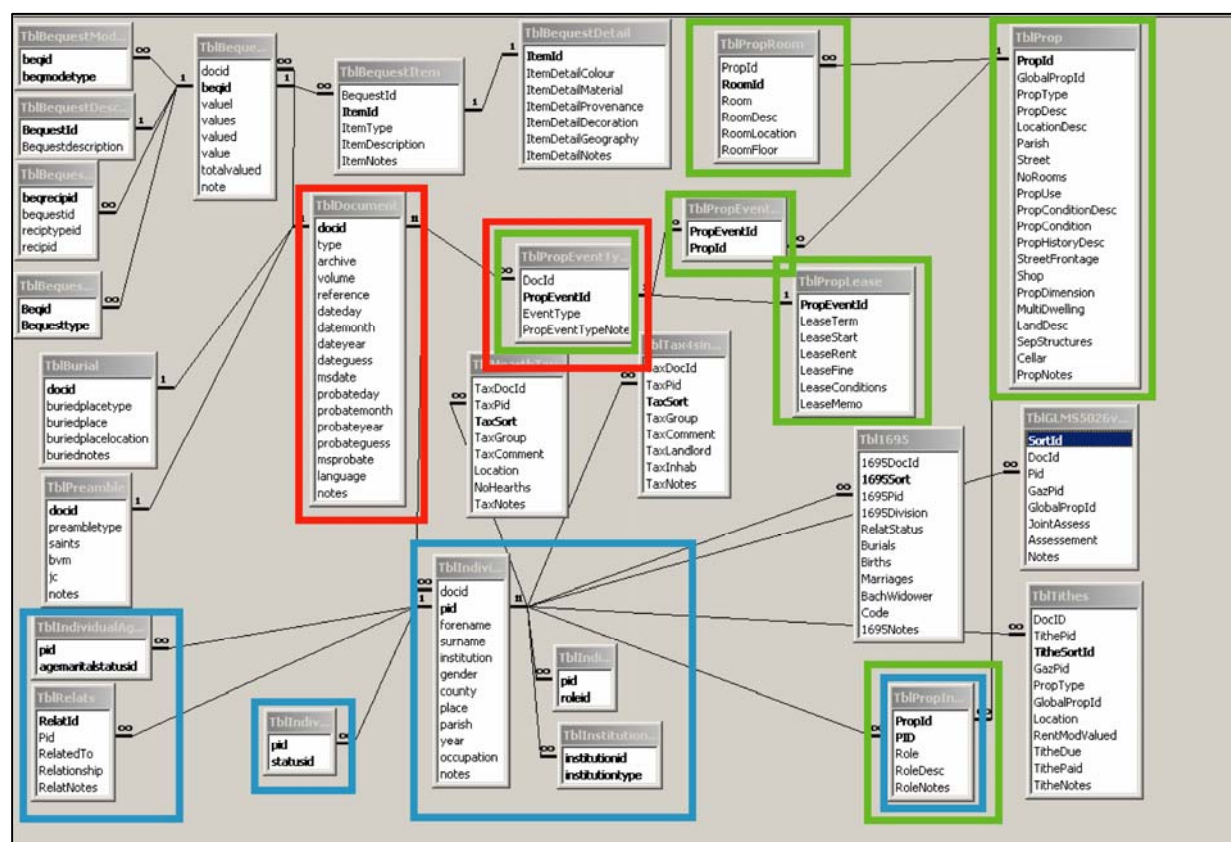 TblBequestMod...
beqid
beqmodetype
TblBequestDesc...
BequestId
Bequestdescription
TblBeques...
beqrecipid
bequestid
reciptypeid
recipid
TblBeques...
Beqid
Bequesttype
TblBeque...
docid
beqid
valuel
values
valued
value
totalvalued
note
TblBequestItem
BequestId
ItemId
ItemType
ItemDescription
ItemNotes
TblBequestDetail
ItemId
ItemDetailColour
ItemDetailMaterial
ItemDetailProvenance
ItemDetailDecoration
ItemDetailGeography
ItemDetailNotes
TblPropRoom
PropId
RoomId
Room
RoomDesc
RoomLocation
RoomFloor
TblProp
PropId
GlobalPropId
PropType
PropDesc
LocationDesc
Parish
Street
NoRooms
PropUse
PropConditionDesc
PropCondition
PropHistoryDesc
StreetFrontage
Shop
PropDimension
MultiDwelling
LandDesc
SepStructures
Cellar
PropNotes
TblDocument
docid
type
archive
volume
reference
dateday
datemonth
dateyear
dateguess
msdate
probateday
probatemonth
probateyear
probateguess
msprobate
language
notes
TblPropEventTy...
DocId
PropEventId
EventType
PropEventTypeNote
TblPropEvent...
PropEventId
PropId
TblPropLease
PropEventId
LeaseTerm
LeaseStart
LeaseRent
LeaseFine
LeaseConditions
LeaseMemo
TblBurial
docid
buriedplacetype
buriedplace
buriedplacelocation
buriednotes
TaxDocId
TaxPid
TaxSort
TaxGroup
TaxComment
Location
NoHearths
TaxNotes
TblTax4sin...
TaxDocId
TaxPid
TaxSort
TaxGroup
TaxComment
TaxLandlord
TaxInhab
TaxNotes
Tbl1695
1695DocId
1695Sort
1695Pid
1695Division
RelatStatus
Burials
Births
Marriages
BachWidower
Code
1695Notes
TblGLMS5026v...
SortId
DocId
Pid
GazPid
GlobalPropId
JointAssess
Assessement
Notes
TblPreamble
docid
preambletype
saints
bvm
jc
notes
TblIndividualAg...
pid
agemaritalstatusid
TblRelats
RelatId
Pid
RelatedTo
Relationship
RelatNotes
TblIndiv...
pid
statusid
TblIndivi...
docid
pid
forename
surname
institution
gender
county
place
parish
year
occupation
notes
TblIndi...
pid
roleid
TblInstitution...
institutionid
institutiontype
TblPropIn...
PropId
PID
Role
RoleDesc
RoleNotes
TblTithes
DocID
TithePid
TitheSortId
GazPid
PropType
GlobalPropId
Location
RentModValued
TitheDue
TithePaid
TitheNotes